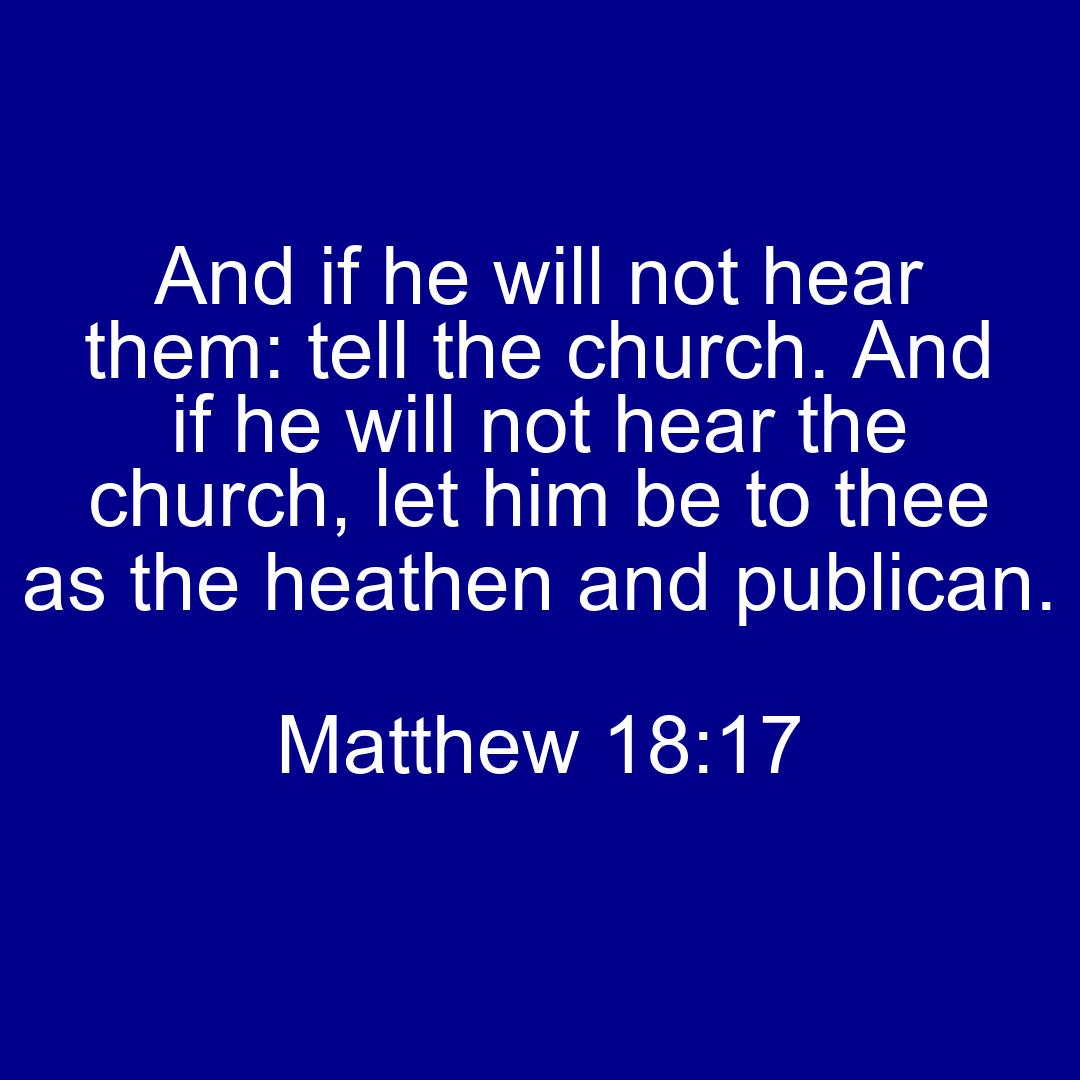 And if he will not hear
them: tell the church. And
if he will not hear the
church, let him be to thee
as the heathen and publican.
Matthew 18:17